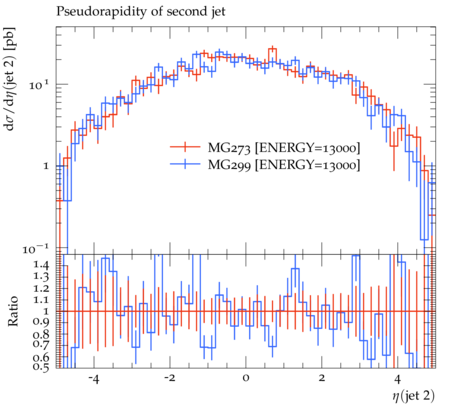 Pseudorapidity of second jet
dσ/dη(jet 2) [pb]
10¹
1
10⁻¹
MG273 [ENERGY=13000]
MG299 [ENERGY=13000]
Ratio
1.4
1.3
1.2
1.1
1
0.9
0.8
0.7
0.6
0.5
-4 -2 0 2 4
η(jet 2)